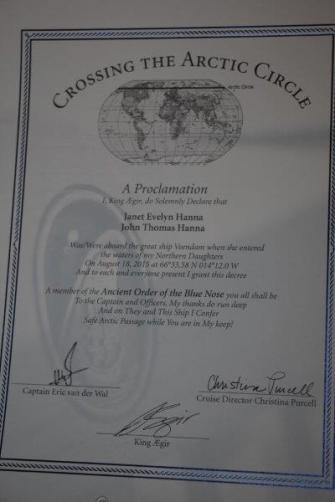 CROSSING THE ARCTIC CIRCLE
Arctic Circle
A Proclamation
I, King Ægir, do Solemnly Declare that
Janet Evelyn Hanna
John Thomas Hanna
Was/Were aboard the great ship Veendam when she entered
the waters of my Northern Daughters
On August 18, 2015 at 66°33.58 N 014°12.0 W
And to each and everyone present I grant this decree
A member of the Ancient Order of the Blue Nose you all shall be
To the Captain and Officers, My thanks do run deep
And on They and This Ship I Confer
Safe Arctic Passage while You are in My keep!
Captain Eric van der Wal
Christina Purcell
Cruise Director Christina Purcell
Ægir
King Ægir